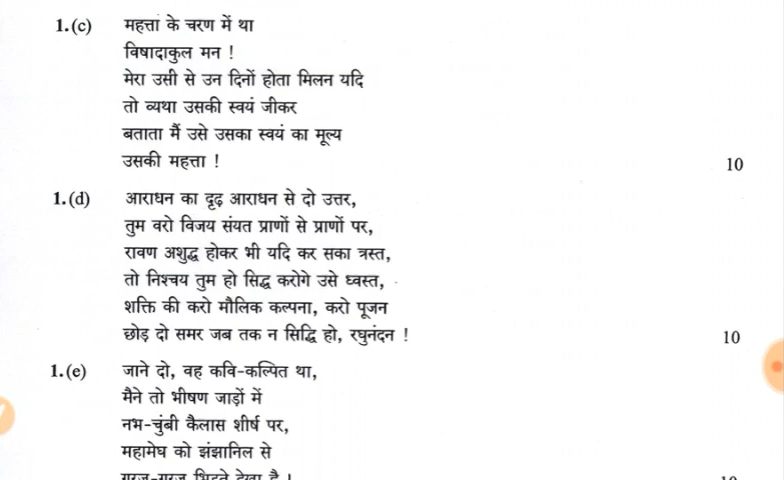 1.(c) महत्ता के चरण में था
विषादाकुल मन !
मेरा उसी से उन दिनों होता मिलन यदि
तो व्यथा उसकी स्वयं जीकर
बताता मैं उसे उसका स्वयं का मूल्य
उसकी महत्ता ! 10
1.(d) आराधन का दृढ़ आराधन से दो उत्तर,
तुम वरो विजय संयत प्राणों से प्राणों पर,
रावण अशुद्ध होकर भी यदि कर सका त्रस्त,
तो निश्चय तुम हो सिद्ध करोगे उसे ध्वस्त,
शक्ति की करो मौलिक कल्पना, करो पूजन
छोड़ दो समर जब तक न सिद्धि हो, रघुनंदन ! 10
1.(e) जाने दो, वह कवि-कल्पित था,
मैने तो भीषण जाड़ों में
नभ-चुंबी कैलास शीर्ष पर,
महामेघ को झंझानिल से
गरज-गरज भिड़ते देखा है । 10